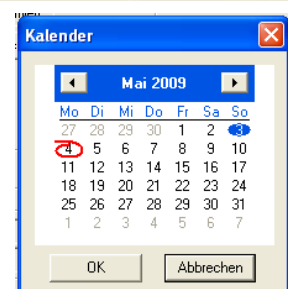 Kalender
Mai 2009
Mo Di Mi Do Fr Sa So
27 28 29 30 1 2 3
4 5 6 7 8 9 10
11 12 13 14 15 16 17
18 19 20 21 22 23 24
25 26 27 28 29 30 31
1 2 3 4 5 6 7
OK Abbrechen